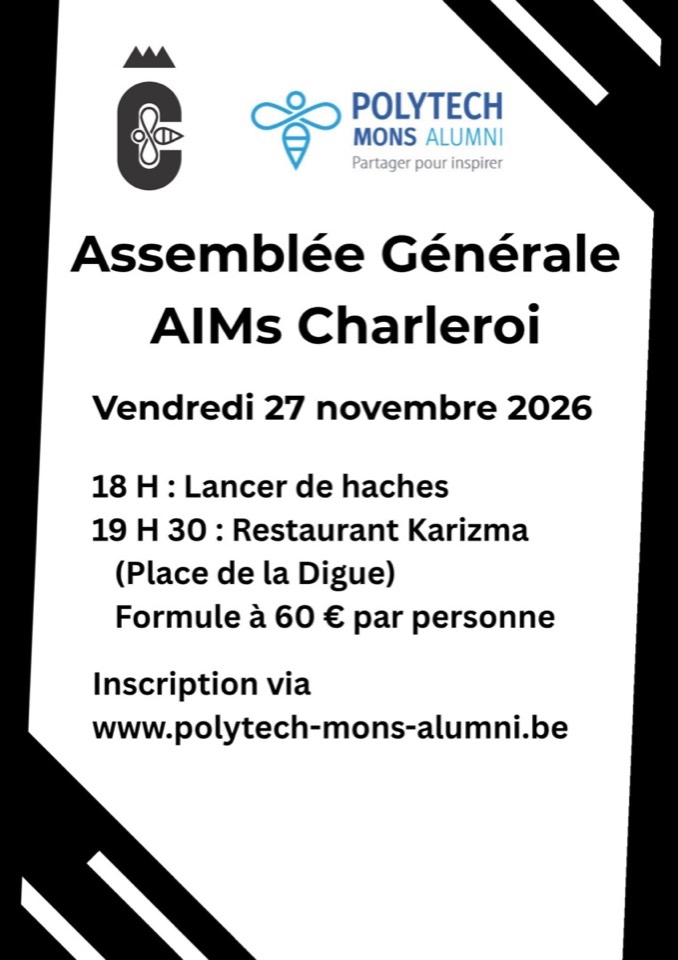 POLYTECH
MONS ALUMNI
Partager pour inspirer
Assemblée Générale
AIMs Charleroi
Vendredi 27 novembre 2026
18 H : Lancer de haches
19 H 30 : Restaurant Karizma
(Place de la Digue)
Formule à 60 € par personne
Inscription via
www.polytech-mons-alumni.be